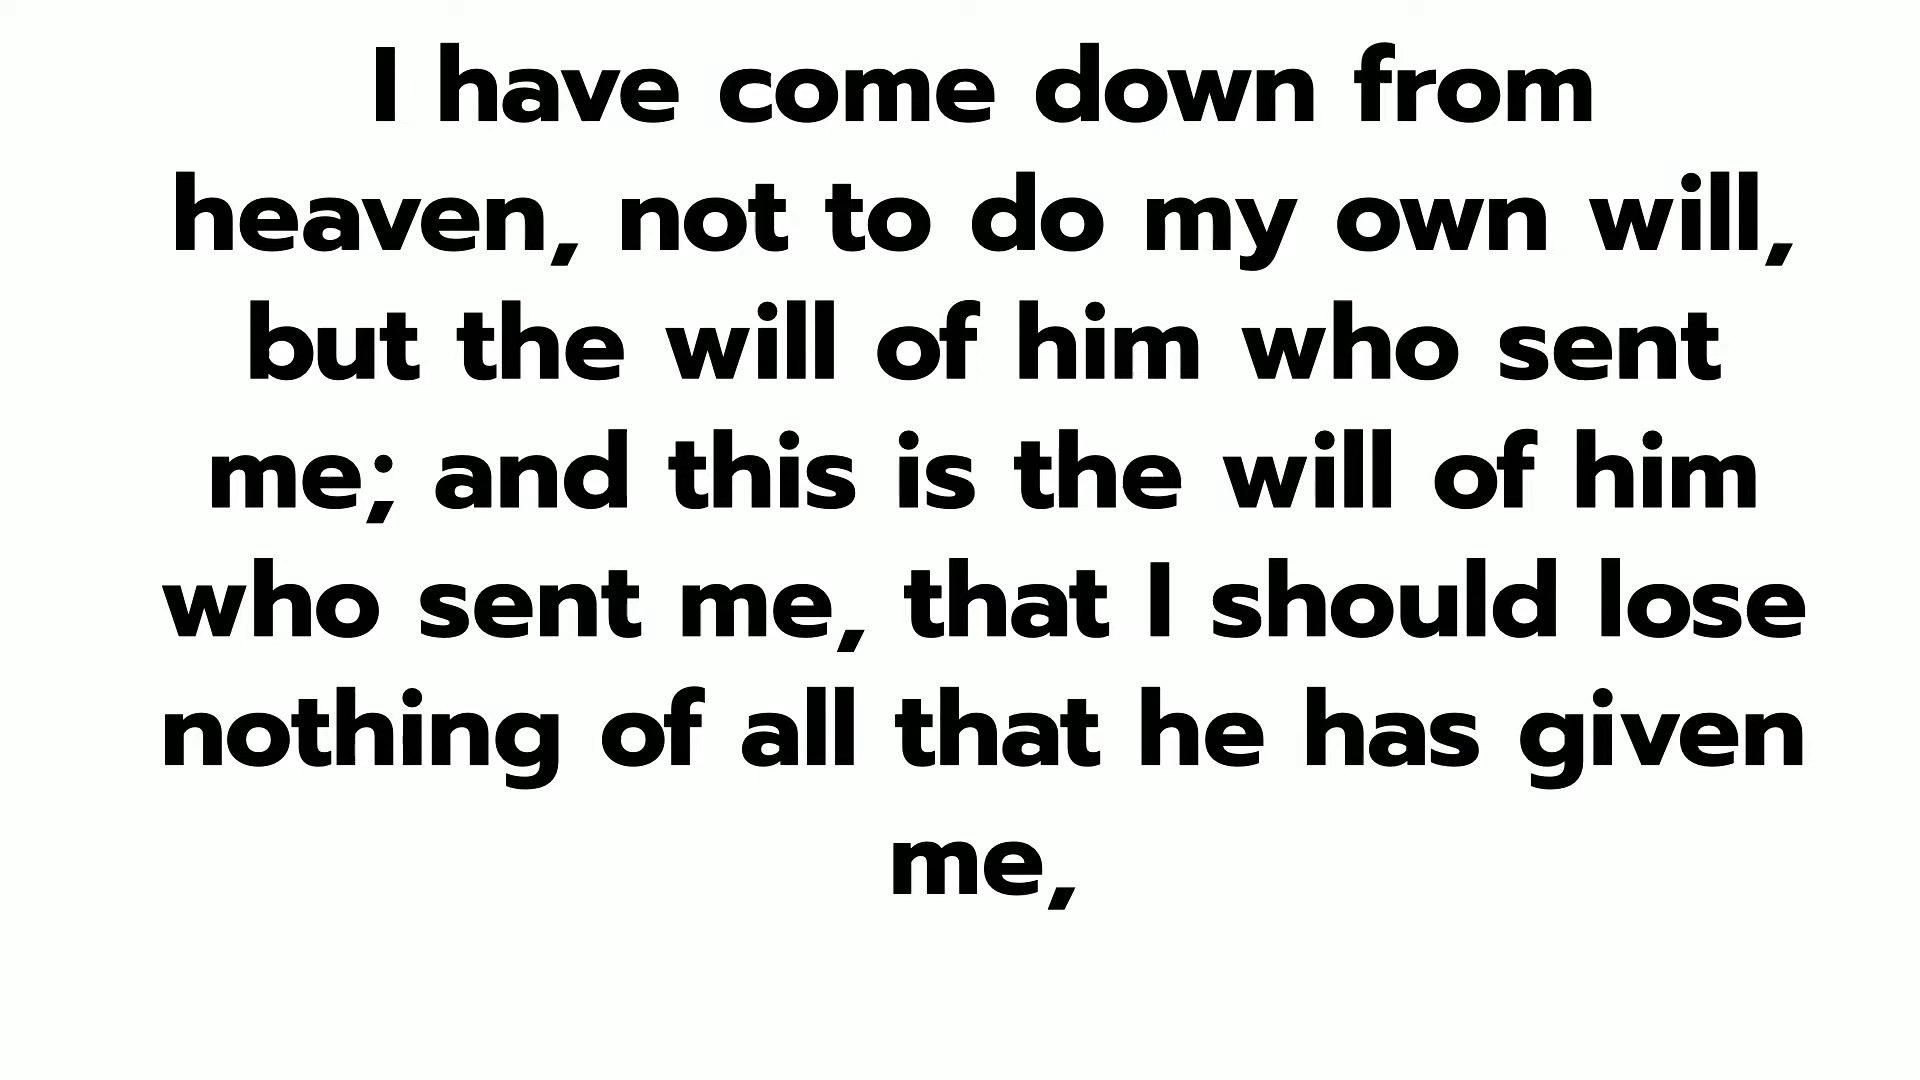 I have come down from
heaven, not to do my own will,
but the will of him who sent
me; and this is the will of him
who sent me, that I should lose
nothing of all that he has given
me,